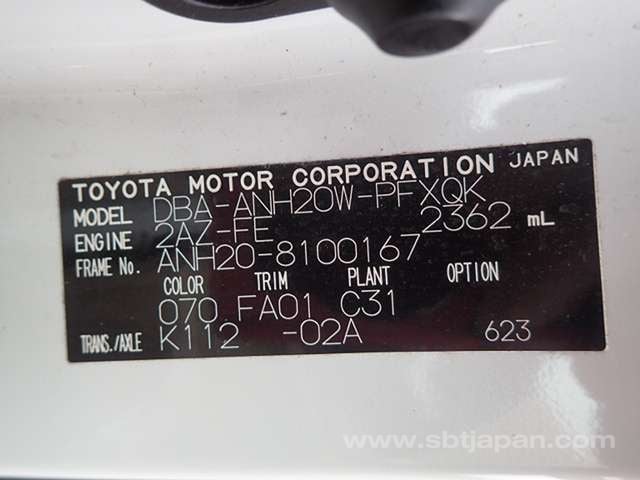 TOYOTA MOTOR CORPORATION JAPAN
MODEL DBA-ANH20W-PFXQK
ENGINE 2AZ-FE 2362 mL
FRAME No. ANH20-8100167
COLOR TRIM PLANT OPTION
070 FA01 C31
TRANS./AXLE K112 -02A 623
www.sbtjapan.com